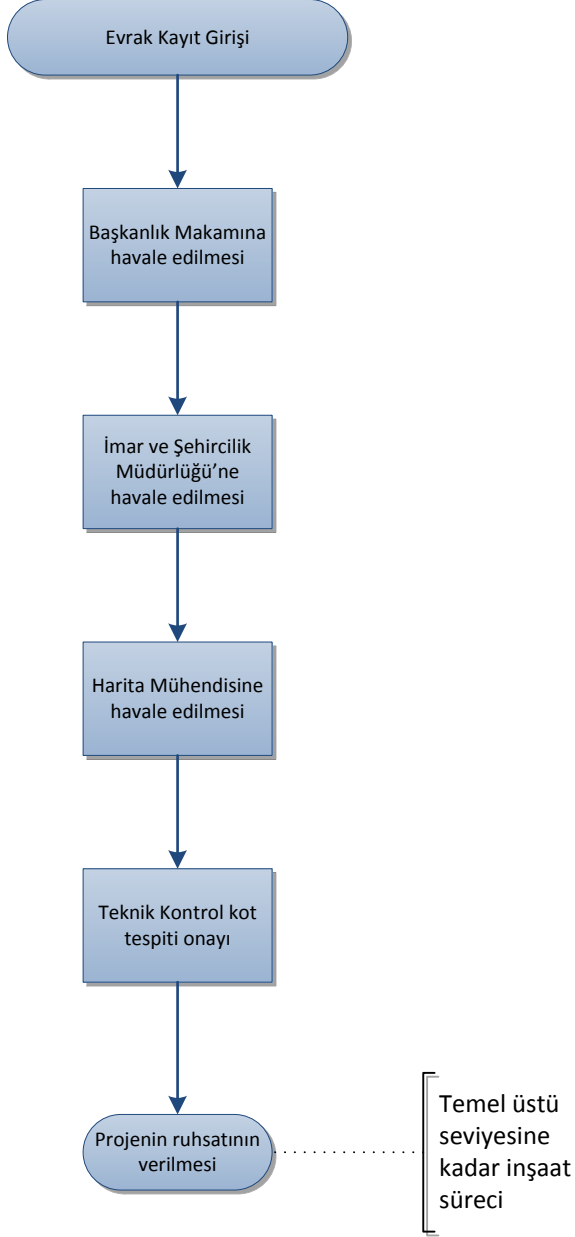 Evrak Kayıt Girişi
Başkanlık Makamına
havale edilmesi
İmar ve Şehircilik
Müdürlüğü’ne
havale edilmesi
Harita Mühendisine
havale edilmesi
Teknik Kontrol kot
tespiti onayı
Projenin ruhsatının
verilmesi
Temel üstü
seviyesine
kadar inşaat
süreci